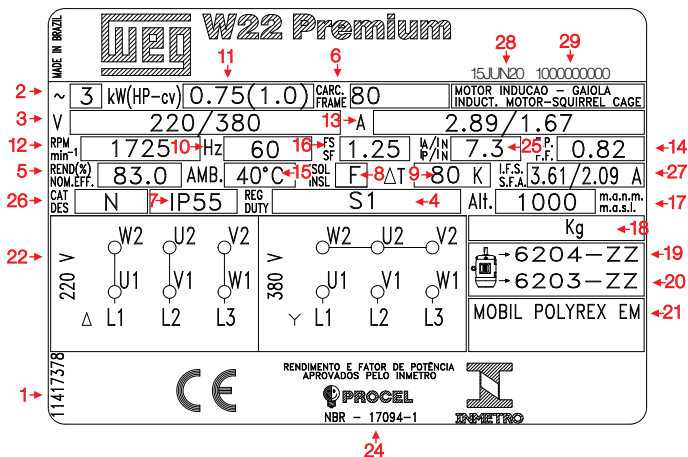 MADE IN BRAZIL
WEG W22 Premium
11 6 28 29
15JUN20 1000000000
2 ~ 3 kW(HP-cv) 0.75(1.0) CARC. FRAME 80 MOTOR INDUCAO - GAIOLA
INDUCT. MOTOR-SQUIRREL CAGE
3 V 220/380 13 A 2.89/1.67
12 RPM min-1 1725 10 Hz 60 16 FS SF 1.25 IA/IN IP/IN 7.3 25 F.P. P.F. 0.82 14
5 REND(%) NOM.EFF. 83.0 AMB. 40°C 15 ISOL INSL F 8 ΔT 9 80 K I.F.S. S.F.A. 3.61/2.09 A 27
26 CAT DES N 7 IP55 REG DUTY S1 4 Alt. 1000 m.a.n.m. m.a.s.l. 17
Kg 18
22 220 V W2 U2 V2 380 V W2 U2 V2
U1 V1 W1 U1 V1 W1
Δ L1 L2 L3 Y L1 L2 L3
WEG 6204-ZZ 19
6203-ZZ 20
MOBIL POLYREX EM 21
1 11417378
CE
RENDIMENTO E FATOR DE POTÊNCIA
APROVADOS PELO INMETRO
PROCEL
NBR - 17094-1
INMETRO
24